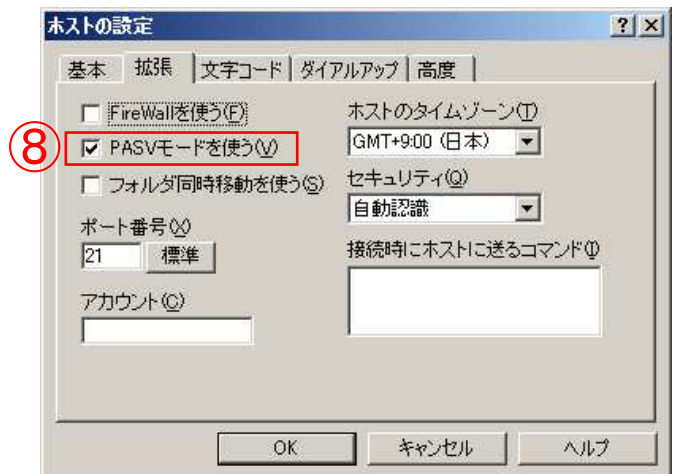 ホストの設定
基本 拡張 文字コード ダイアルアップ 高度
FireWallを使う(F)
⑧ PASVモードを使う(V)
フォルダ同時移動を使う(S)
ポート番号(X)
21 標準
アカウント(C)
ホストのタイムゾーン(T)
GMT+9:00 (日本)
セキュリティ(Q)
自動認識
接続時にホストに送るコマンド(I)
OK キャンセル ヘルプ